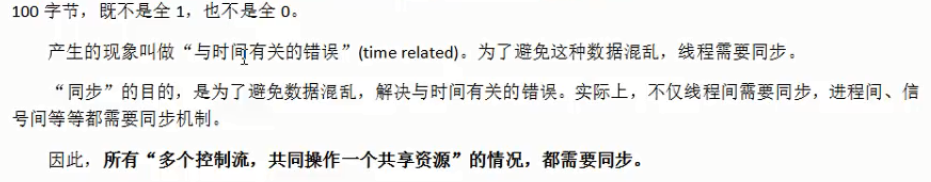 100 字节，既不是全 1，也不是全 0。
产生的现象叫做“与时间有关的错误”(time related)。为了避免这种数据混乱，线程需要同步。
“同步”的目的，是为了避免数据混乱，解决与时间有关的错误。实际上，不仅线程间需要同步，进程间、信
号间等等都需要同步机制。
因此，所有“多个控制流，共同操作一个共享资源”的情况，都需要同步。